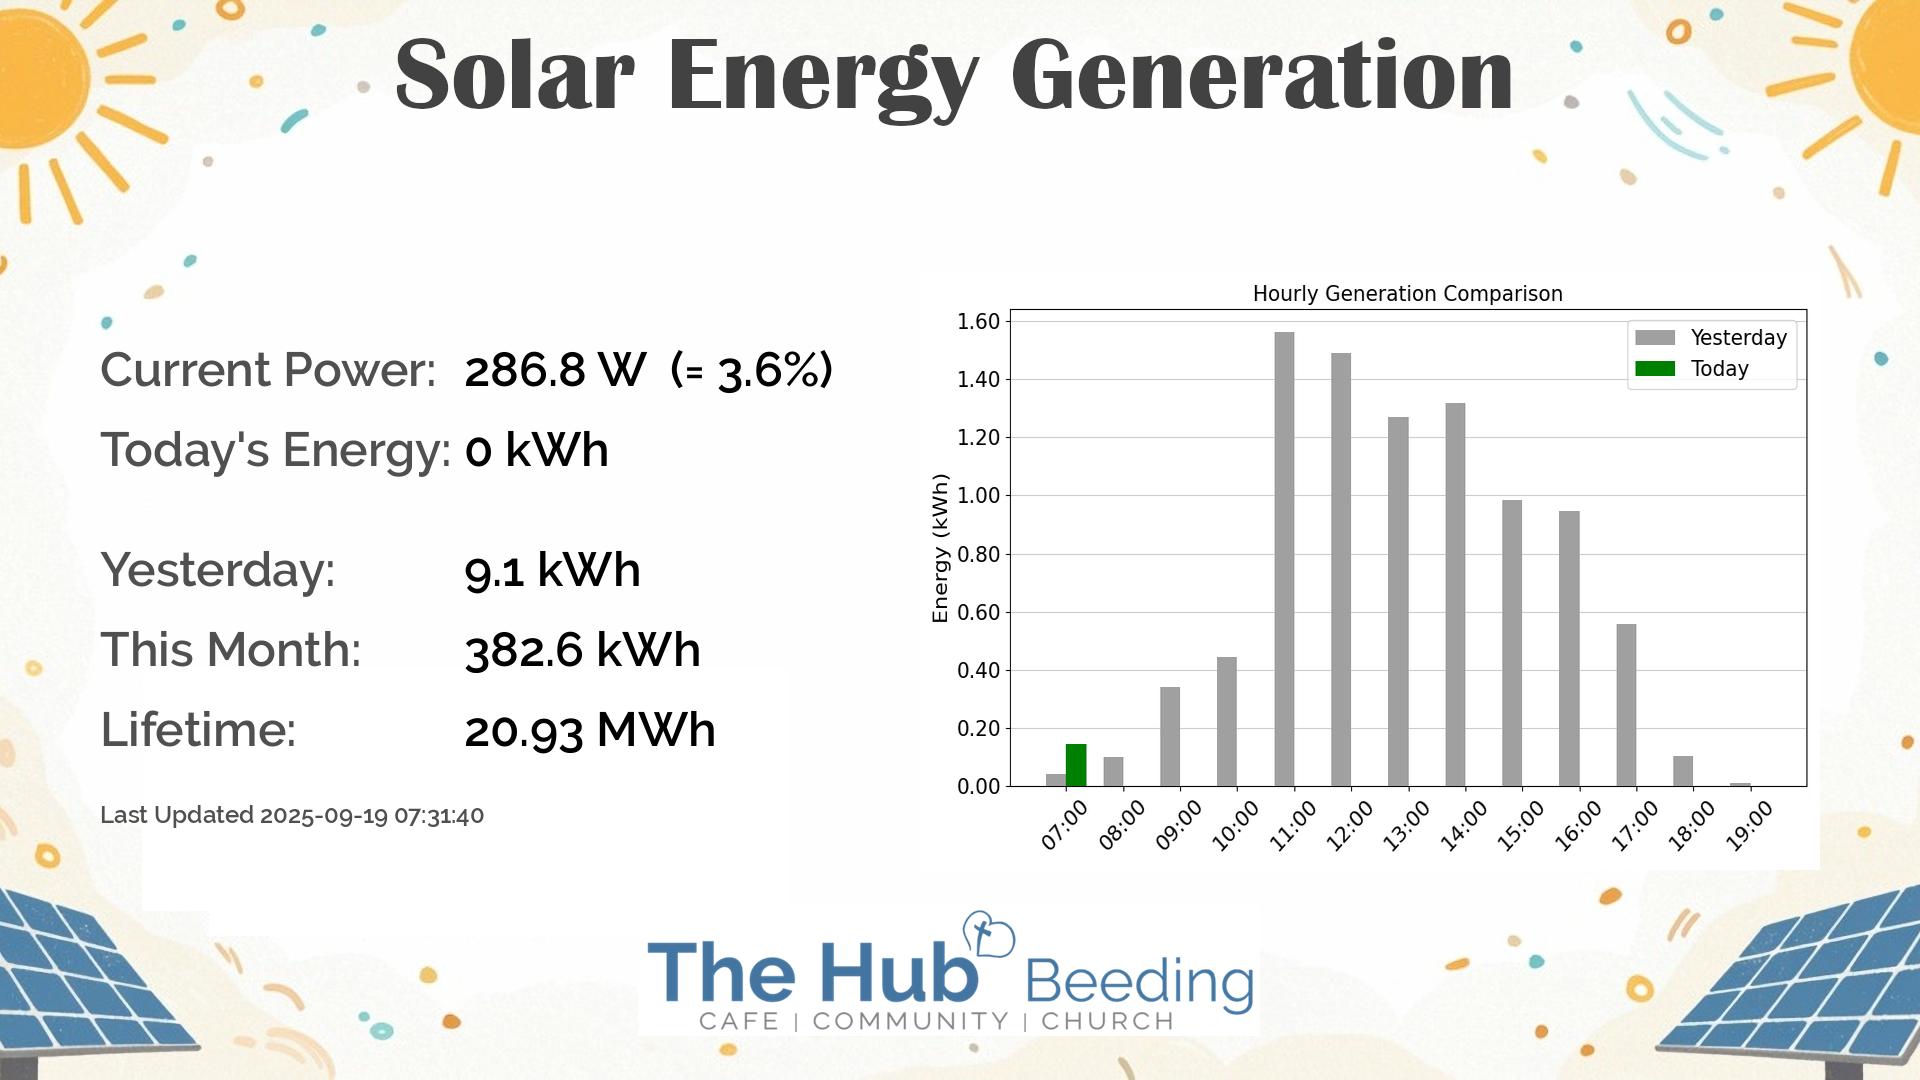 Solar Energy Generation
Current Power: 286.8 W (= 3.6%)
Today's Energy: 0 kWh
Yesterday: 9.1 kWh
This Month: 382.6 kWh
Lifetime: 20.93 MWh
Last Updated 2025-09-19 07:31:40
Hourly Generation Comparison
Yesterday
Today
Energy (kWh)
1.60
1.40
1.20
1.00
0.80
0.60
0.40
0.20
0.00
07:00 08:00 09:00 10:00 11:00 12:00 13:00 14:00 15:00 16:00 17:00 18:00 19:00
The Hub Beeding
CAFE | COMMUNITY | CHURCH